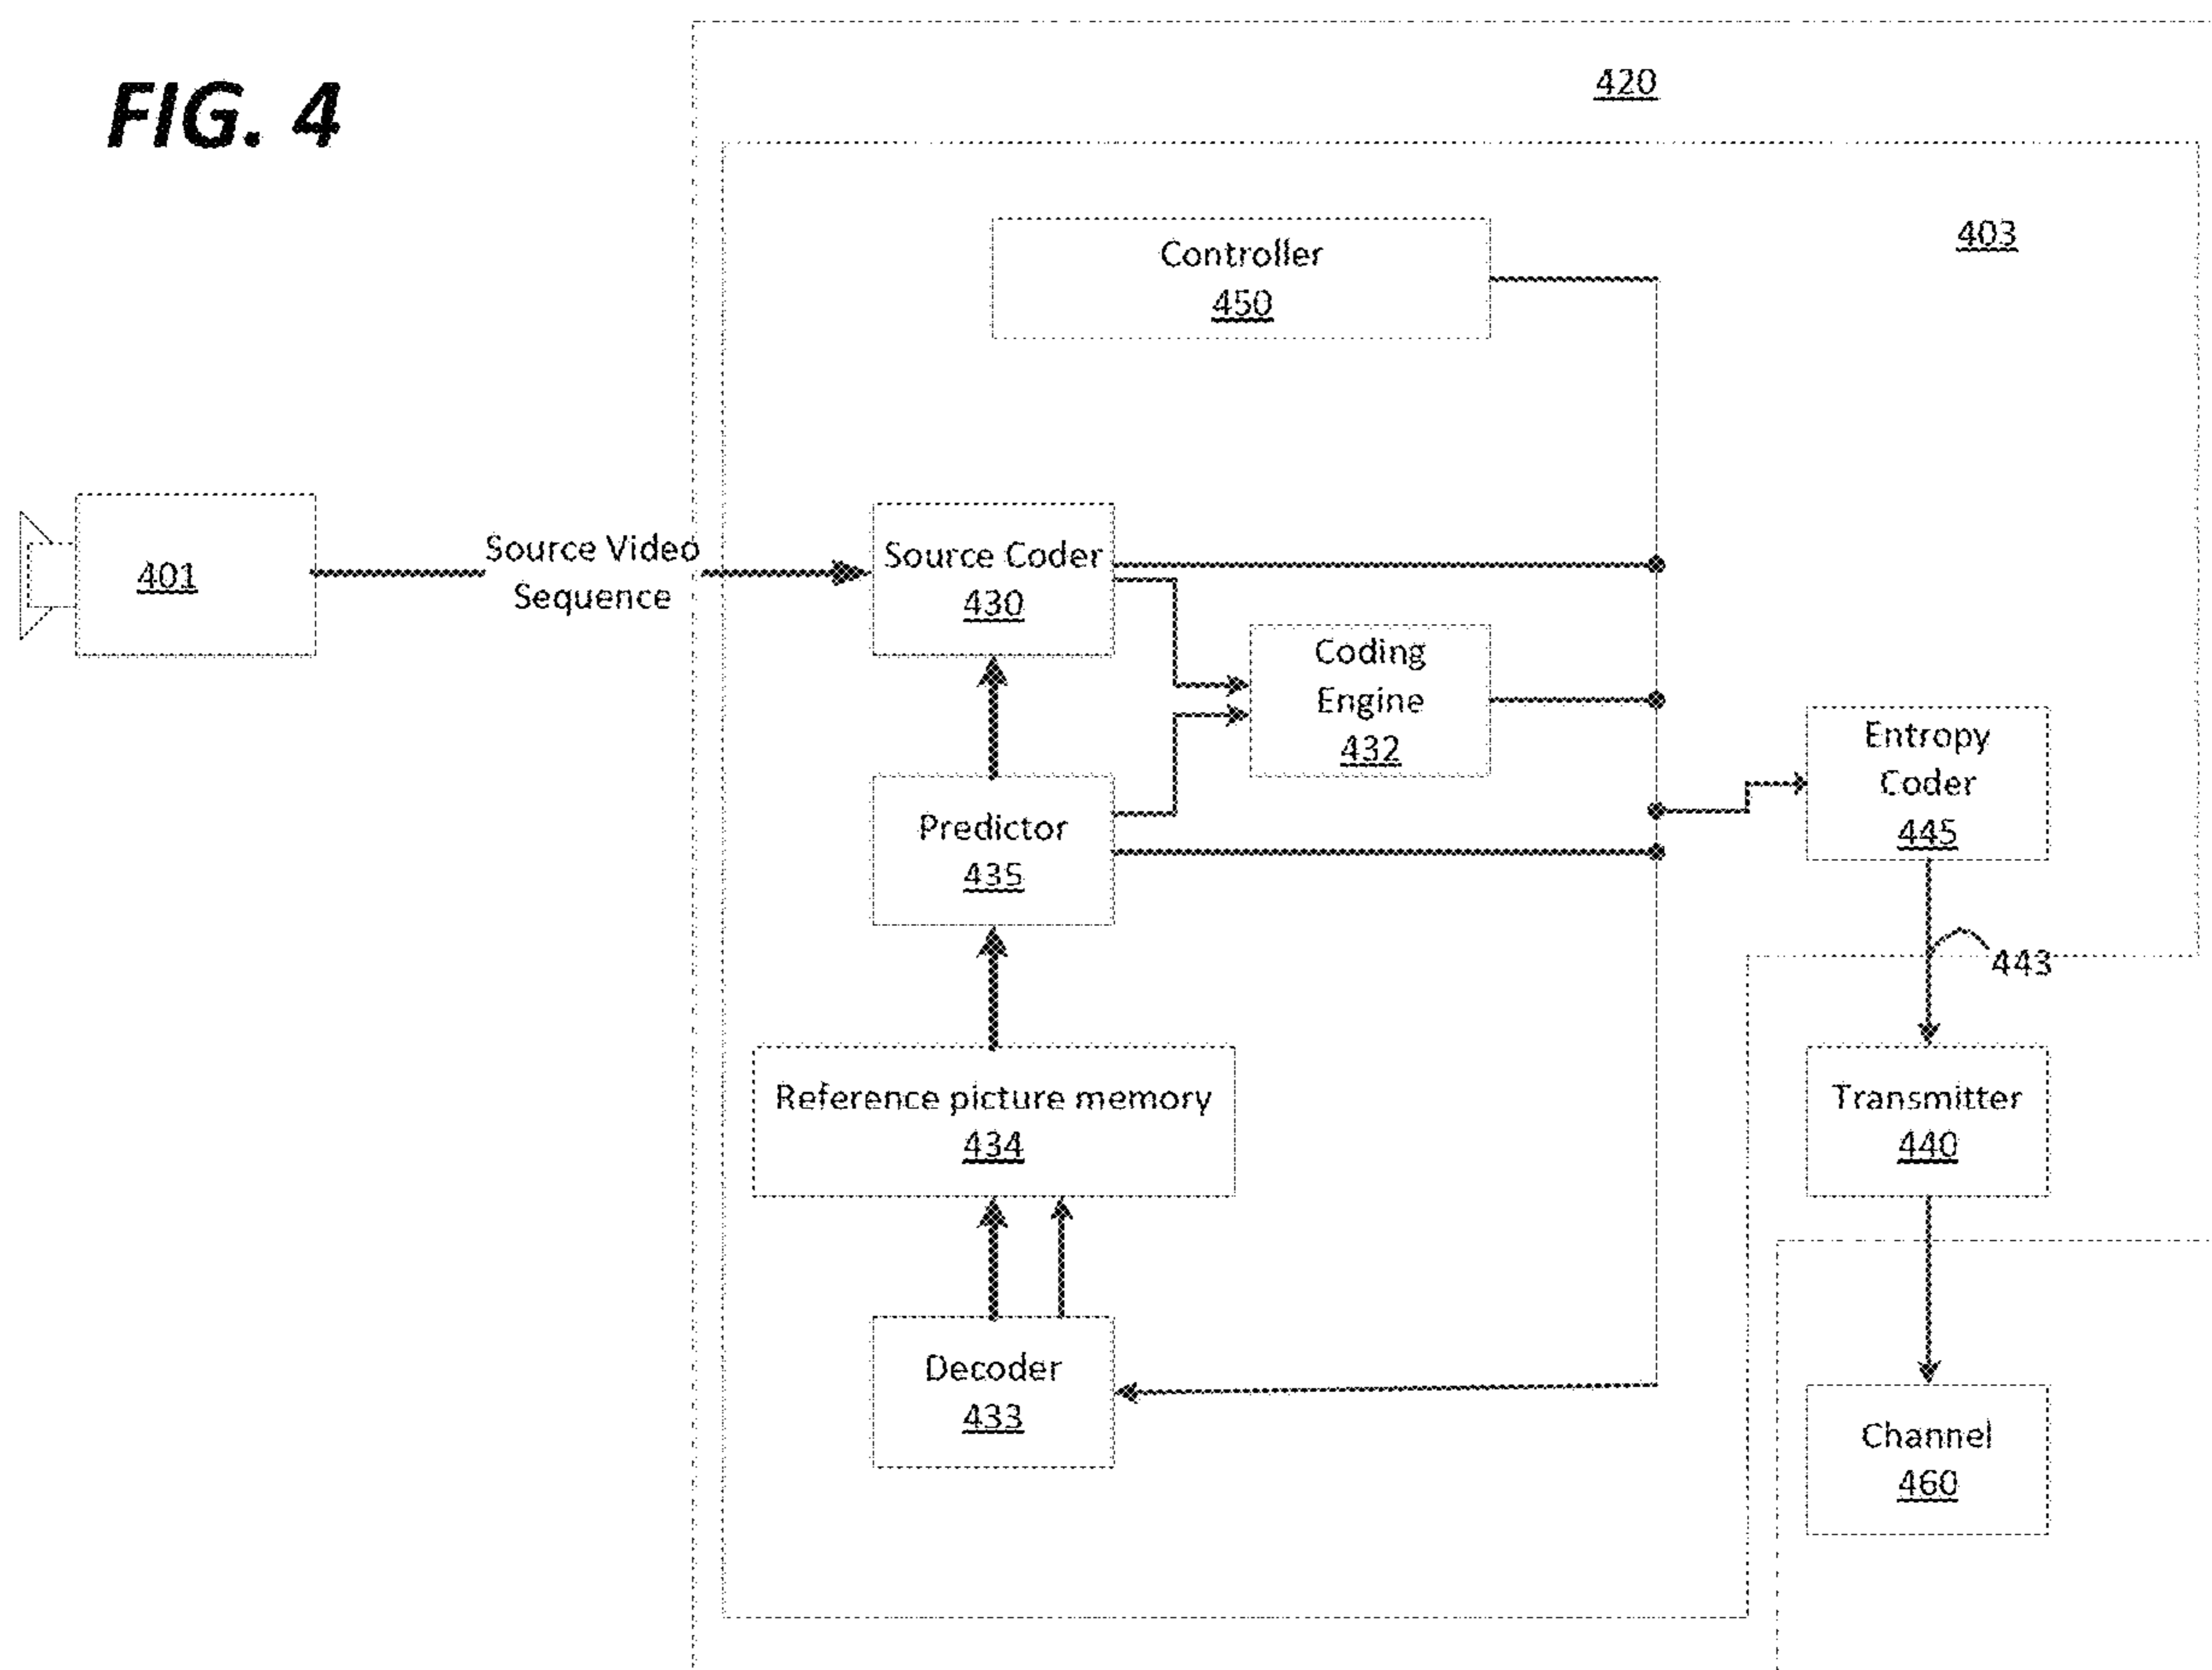 FIG. 4
420
403
Controller
450
401
Source Video
Sequence
Source Coder
430
Coding
Engine
432
Entropy
Coder
445
Predictor
435
443
Reference picture memory
434
Transmitter
440
Decoder
433
Channel
460